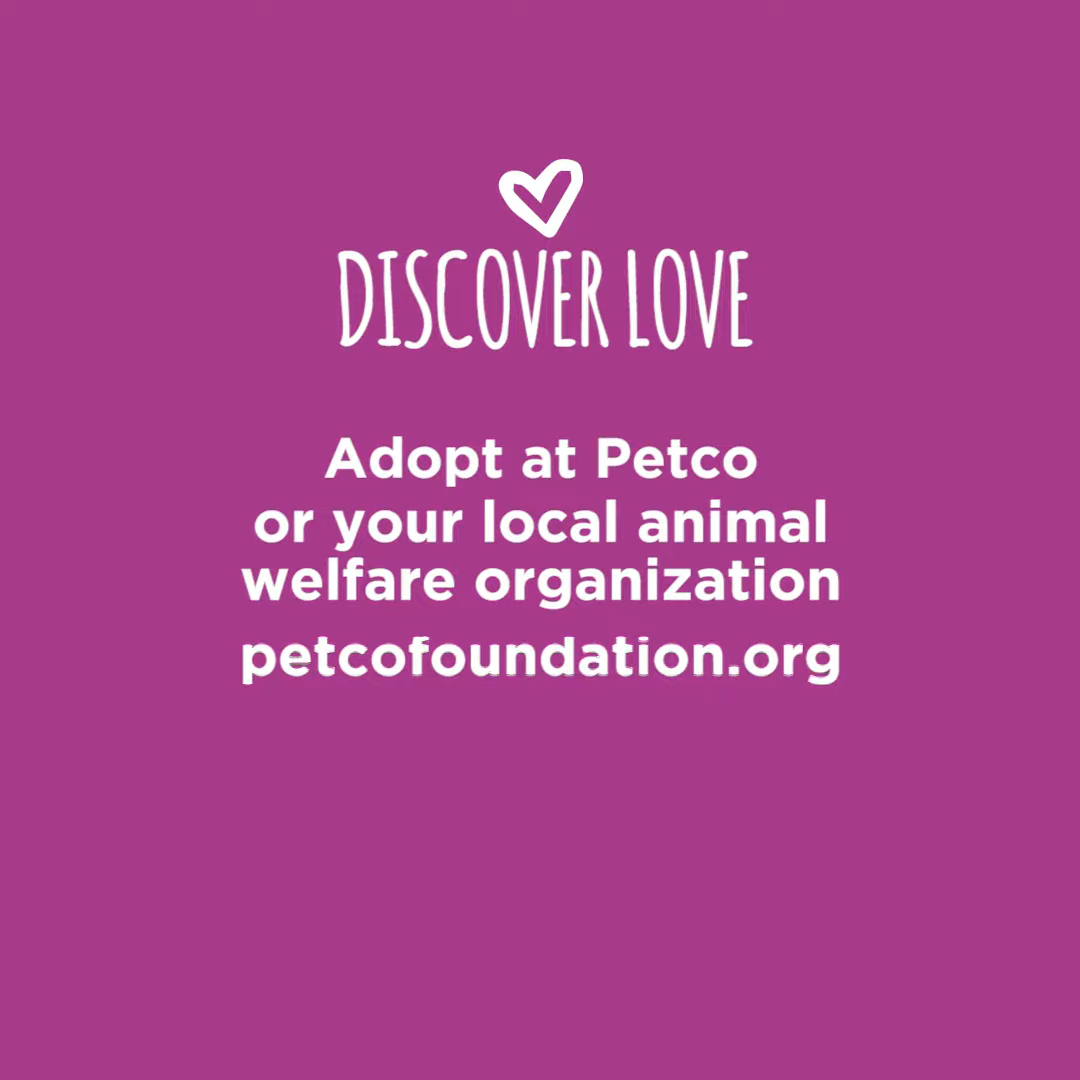 DISCOVER LOVE
Adopt at Petco
or your local animal
welfare organization
petcofoundation.org